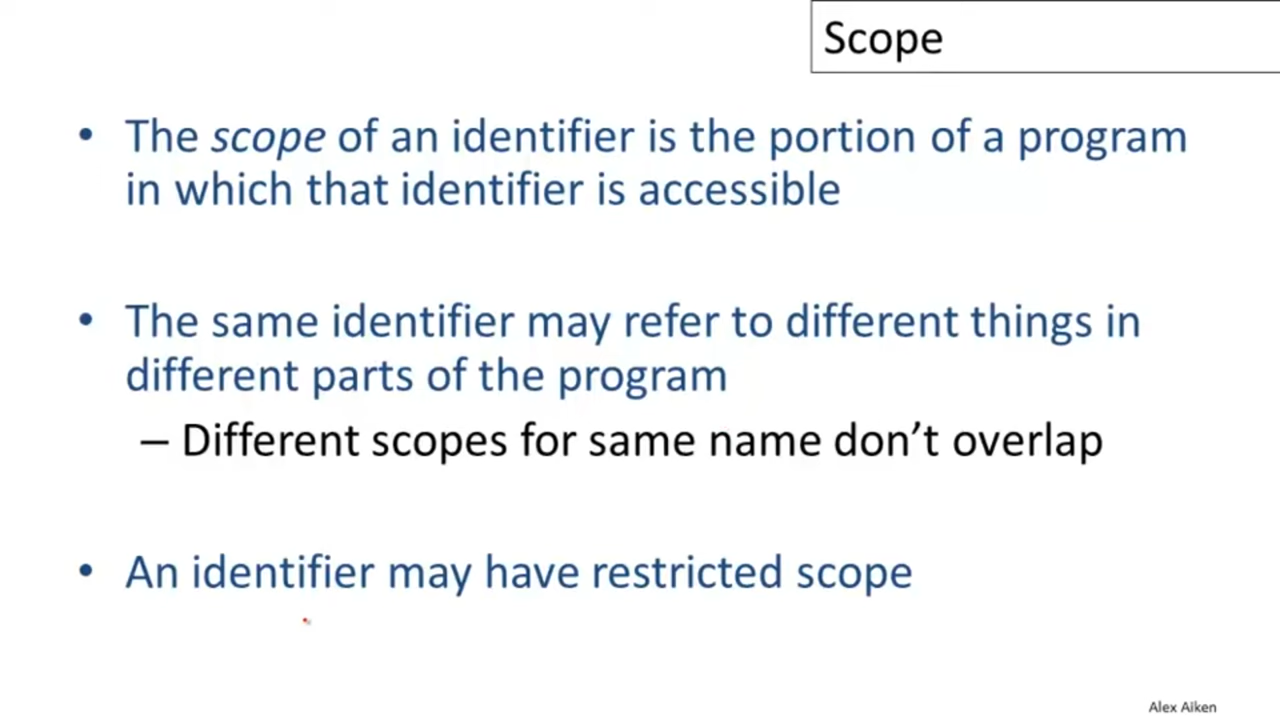 Scope
• The scope of an identifier is the portion of a program
in which that identifier is accessible
• The same identifier may refer to different things in
different parts of the program
– Different scopes for same name don’t overlap
• An identifier may have restricted scope
Alex Aiken